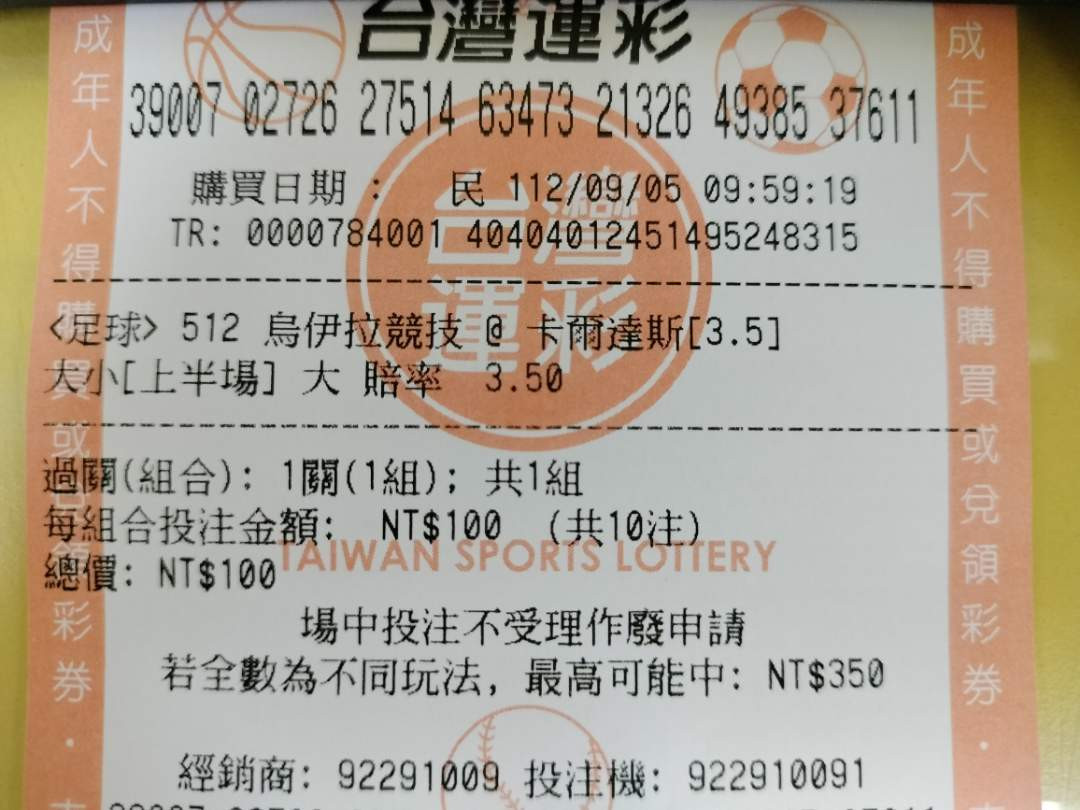 台灣運彩
39007 02726 27514 63473 21326 49385 37611
購買日期 : 民 112/09/05 09:59:19
TR: 0000784001 40404012451495248315
<足球> 512 烏伊拉競技 @ 卡爾達斯[3.5]
大小[上半場] 大 賠率 3.50
過關(組合): 1關(1組); 共1組
每組合投注金額: NT$100 (共10注)
TAIWAN SPORTS LOTTERY
總價: NT$100
場中投注不受理作廢申請
若全數為不同玩法, 最高可能中: NT$350
經銷商: 92291009 投注機: 922910091
成年人不得購買或兌領彩券.
成年人不得購買或兌領彩券.
台灣
運彩